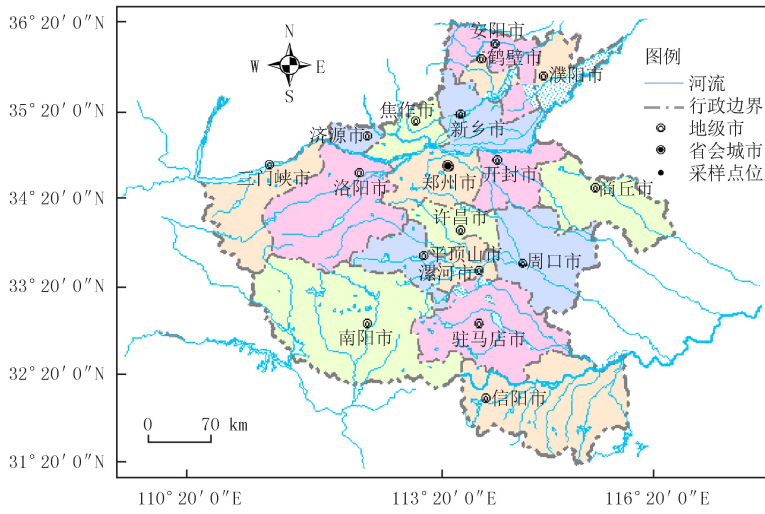 36° 20′ 0″N
35° 20′ 0″N
34° 20′ 0″N
33° 20′ 0″N
32° 20′ 0″N
31° 20′ 0″N
N
W
E
S
安阳市
鹤壁市
濮阳市
焦作市
新乡市
济源市
三门峡市
洛阳市
郑州市
开封市
商丘市
许昌市
平顶山市
漯河市
周口市
南阳市
驻马店市
信阳市
图例
河流
行政边界
地级市
省会城市
采样点位
0 70 km
110°20′ 0″E
113°20′ 0″E
116°20′ 0″E